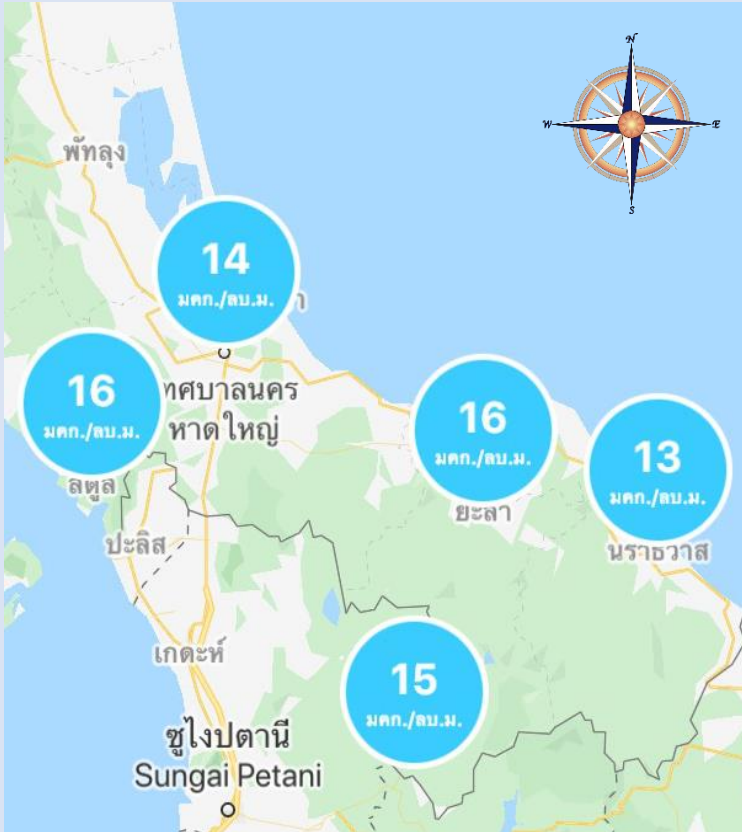 N
W
E
S
พัทลุง
14
มคก./ลบ.ม.
16
มคก./ลบ.ม.
ทศบาลนคร
หาดใหญ่
16
มคก./ลบ.ม.
13
มคก./ลบ.ม.
สตูล
ยะลา
ปะลิส
นราธิวาส
เกดะห์
15
มคก./ลบ.ม.
ซูไงปตานี
Sungai Petani